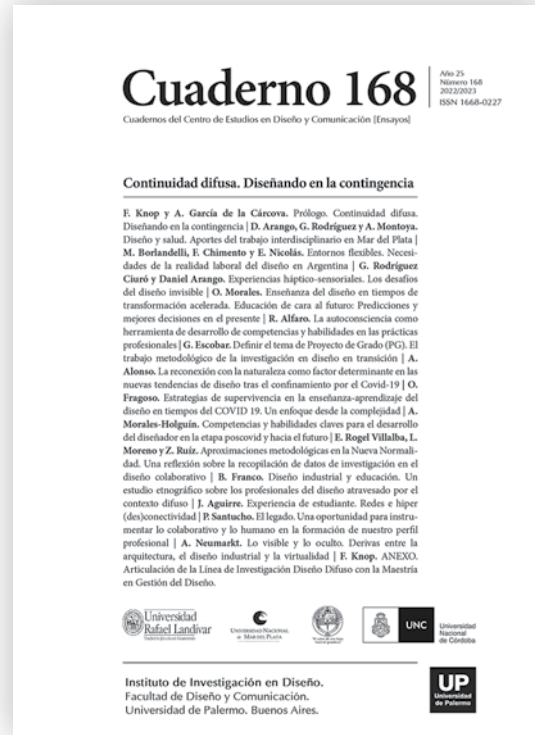 Cuaderno 168
Año 25
Número 168
2022/2023
ISSN 1668-0227
Cuadernos del Centro de Estudios en Diseño y Comunicación [Ensayos]
Continuidad difusa. Diseñando en la contingencia
F. Knop y A. García de la Cárcova. Prólogo. Continuidad difusa.
Diseñando en la contingencia | D. Arango, G. Rodríguez y A. Montoya.
Diseño y salud. Aportes del trabajo interdisciplinario en Mar del Plata |
M. Borlandelli, F. Chimento y E. Nicolás. Entornos flexibles. Necesi-
dades de la realidad laboral del diseño en Argentina | G. Rodríguez
Ciuró y Daniel Arango. Experiencias háptico-sensoriales. Los desafíos
del diseño invisible | O. Morales. Enseñanza del diseño en tiempos de
transformación acelerada. Educación de cara al futuro: Predicciones y
mejores decisiones en el presente | R. Alfaro. La autoconsciencia como
herramienta de desarrollo de competencias y habilidades en las prácticas
profesionales | G. Escobar. Definir el tema de Proyecto de Grado (PG). El
trabajo metodológico de la investigación en diseño en transición | A.
Alonso. La reconexión con la naturaleza como factor determinante en las
nuevas tendencias de diseño tras el confinamiento por el Covid-19 | O.
Fragoso. Estrategias de supervivencia en la enseñanza-aprendizaje del
diseño en tiempos del COVID 19. Un enfoque desde la complejidad | A.
Morales-Holguín. Competencias y habilidades claves para el desarrollo
del diseñador en la etapa poscovid y hacia el futuro | E. Rogel Villalba, L.
Moreno y Z. Ruíz. Aproximaciones metodológicas en la Nueva Normali-
dad. Una reflexión sobre la recopilación de datos de investigación en el
diseño colaborativo | B. Franco. Diseño industrial y educación. Un
estudio etnográfico sobre los profesionales del diseño atravesado por el
contexto difuso | J. Aguirre. Experiencia de estudiante. Redes e hiper
(des)conectividad | P. Santucho. El legado. Una oportunidad para instru-
mentar lo colaborativo y lo humano en la formación de nuestro perfil
profesional | A. Neumarkt. Lo visible y lo oculto. Derivas entre la
arquitectura, el diseño industrial y la virtualidad | F. Knop. ANEXO.
Articulación de la Línea de Investigación Diseño Difuso con la Maestría
en Gestión del Diseño.
Universidad
Rafael Landívar
UNIVERSIDAD NACIONAL
de MAR DEL PLATA
UNC
Universidad
Nacional
de Córdoba
Instituto de Investigación en Diseño.
Facultad de Diseño y Comunicación.
Universidad de Palermo. Buenos Aires.
UP
Universidad
de Palermo